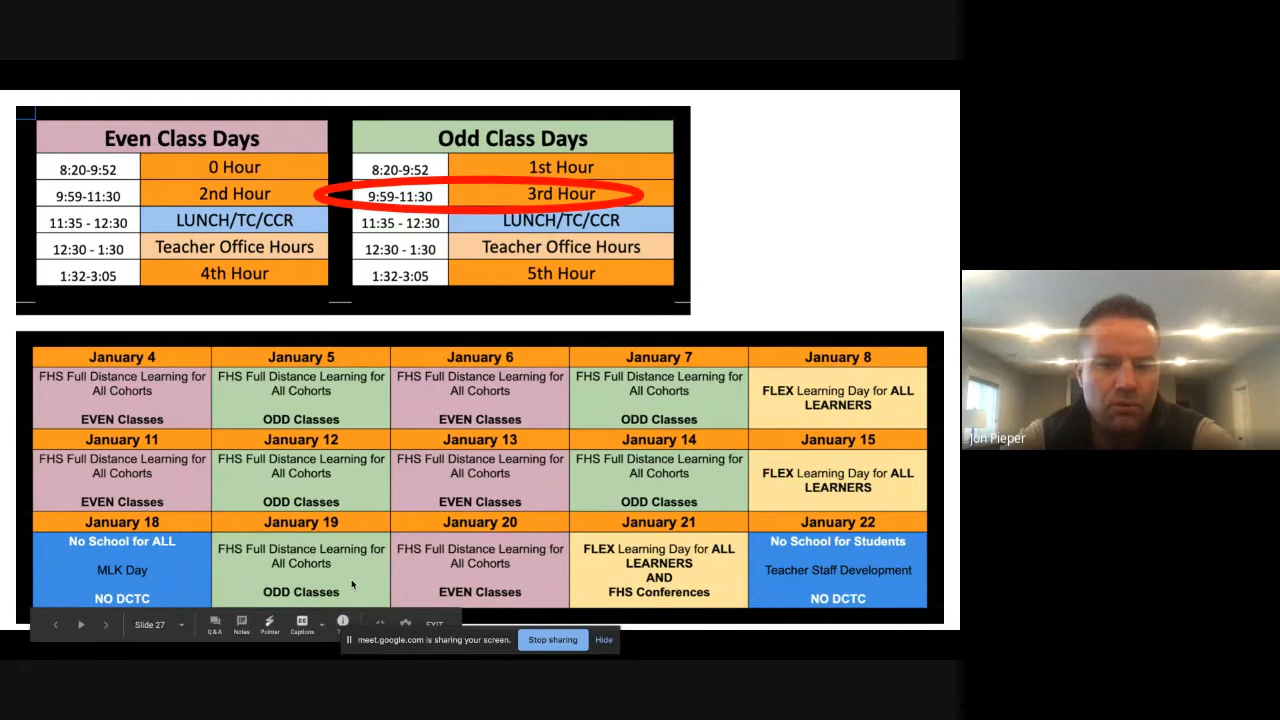 Even Class Days
8:20-9:52 0 Hour
9:59-11:30 2nd Hour
11:35 - 12:30 LUNCH/TC/CCR
12:30 - 1:30 Teacher Office Hours
1:32-3:05 4th Hour
Odd Class Days
8:20-9:52 1st Hour
9:59-11:30 3rd Hour
11:35 - 12:30 LUNCH/TC/CCR
12:30 - 1:30 Teacher Office Hours
1:32-3:05 5th Hour
January 4
FHS Full Distance Learning for
All Cohorts
EVEN Classes
January 5
FHS Full Distance Learning for
All Cohorts
ODD Classes
January 6
FHS Full Distance Learning for
All Cohorts
EVEN Classes
January 7
FHS Full Distance Learning for
All Cohorts
ODD Classes
January 8
FLEX Learning Day for ALL
LEARNERS
January 11
FHS Full Distance Learning for
All Cohorts
EVEN Classes
January 12
FHS Full Distance Learning for
All Cohorts
ODD Classes
January 13
FHS Full Distance Learning for
All Cohorts
EVEN Classes
January 14
FHS Full Distance Learning for
All Cohorts
ODD Classes
January 15
FLEX Learning Day for ALL
LEARNERS
January 18
No School for ALL
MLK Day
NO DCTC
January 19
FHS Full Distance Learning for
All Cohorts
ODD Classes
January 20
FHS Full Distance Learning for
All Cohorts
EVEN Classes
January 21
FLEX Learning Day for ALL
LEARNERS
AND
FHS Conferences
January 22
No School for Students
Teacher Staff Development
NO DCTC
Slide 27
Q & A
Notes
Pointer
Captions
EXIT
meet.google.com is sharing your screen.
Stop sharing
Hide
Jon Pieper